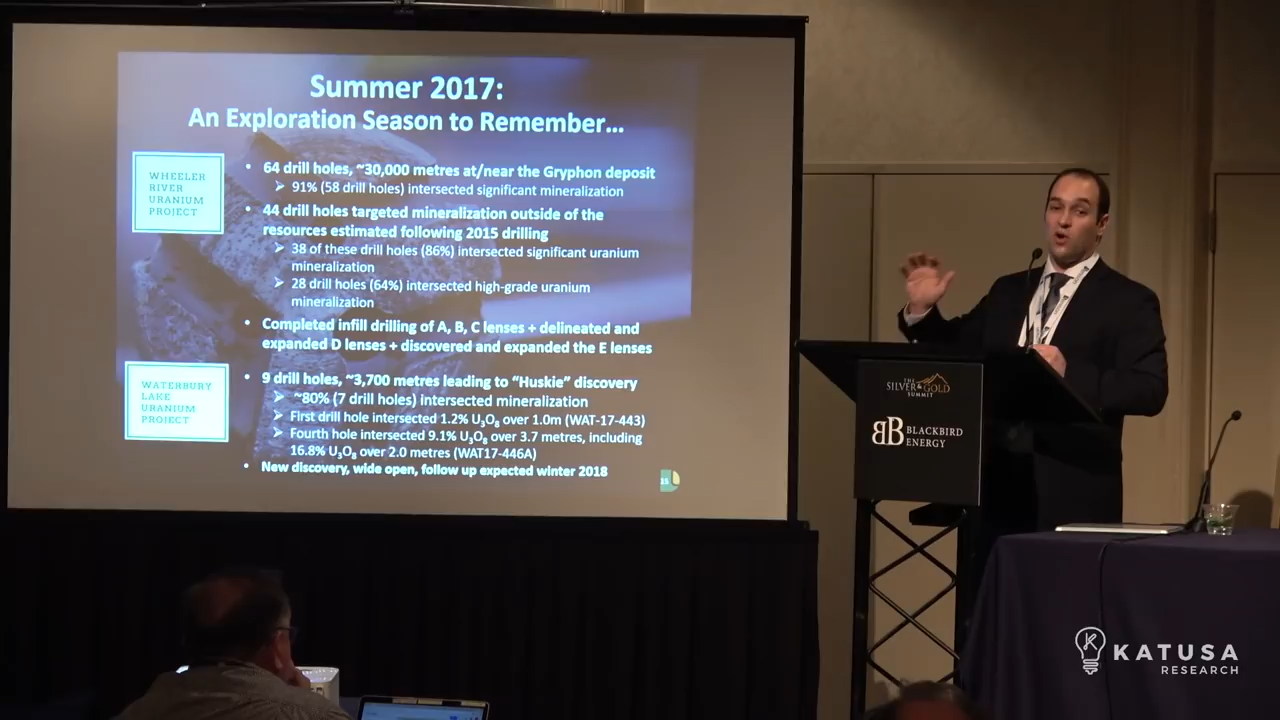 Summer 2017:
An Exploration Season to Remember...
WHEELER
RIVER
URANIUM
PROJECT
• 64 drill holes, ~30,000 metres at/near the Gryphon deposit
➢ 91% (58 drill holes) intersected significant mineralization
• 44 drill holes targeted mineralization outside of the
resources estimated following 2015 drilling
➢ 38 of these drill holes (86%) intersected significant uranium
mineralization
➢ 28 drill holes (64%) intersected high-grade uranium
mineralization
• Completed infill drilling of A, B, C lenses + delineated and
expanded D lenses + discovered and expanded the E lenses
WATERBURY
LAKE
URANIUM
PROJECT
• 9 drill holes, ~3,700 metres leading to "Huskie" discovery
➢ ~80% (7 drill holes) intersected mineralization
➢ First drill hole intersected 1.2% U₃O₈ over 1.0m (WAT-17-443)
➢ Fourth hole intersected 9.1% U₃O₈ over 3.7 metres, including
16.8% U₃O₈ over 2.0 metres (WAT17-446A)
• New discovery, wide open, follow up expected winter 2018
15
THE
SILVER & GOLD
SUMMIT
BB BLACKBIRD
ENERGY
KATUSA
RESEARCH